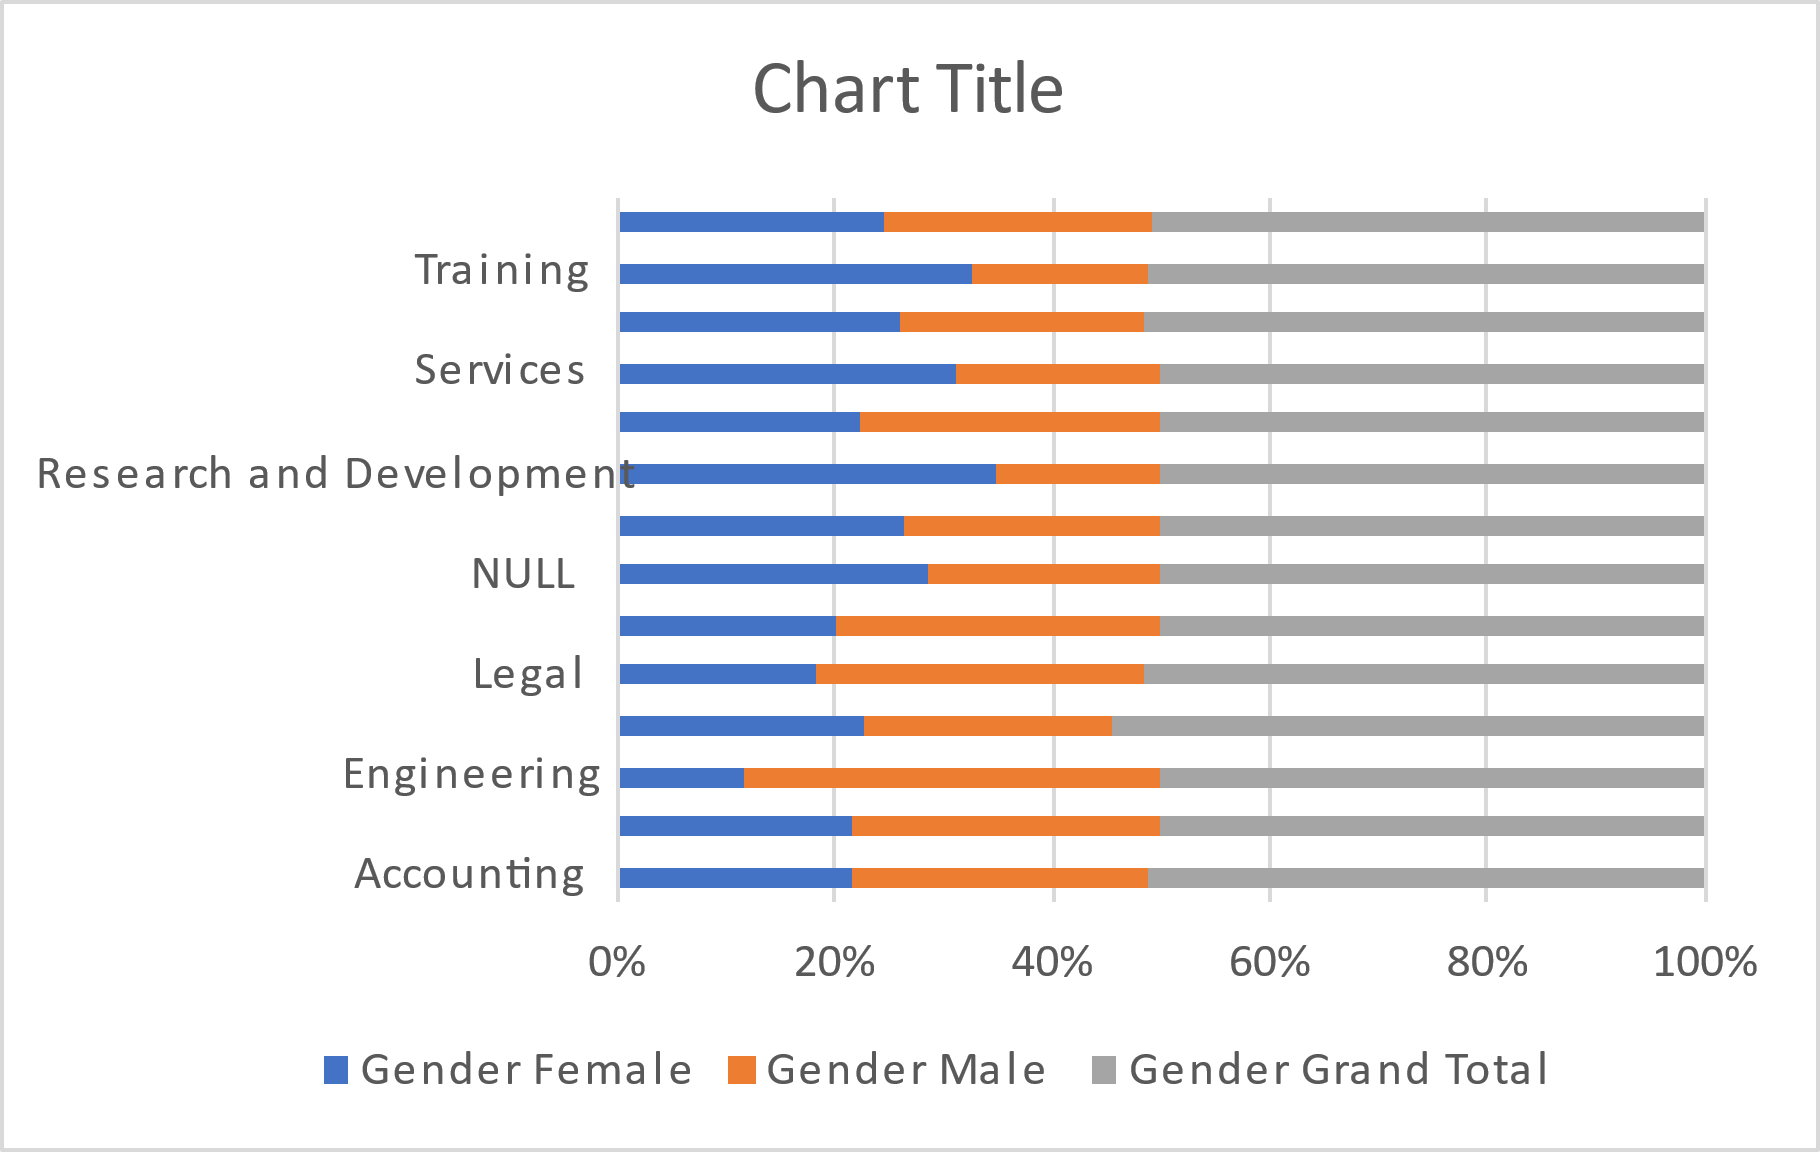 Chart Title
Training
Services
Research and Development
NULL
Legal
Engineering
Accounting
0% 20% 40% 60% 80% 100%
Gender Female Gender Male Gender Grand Total